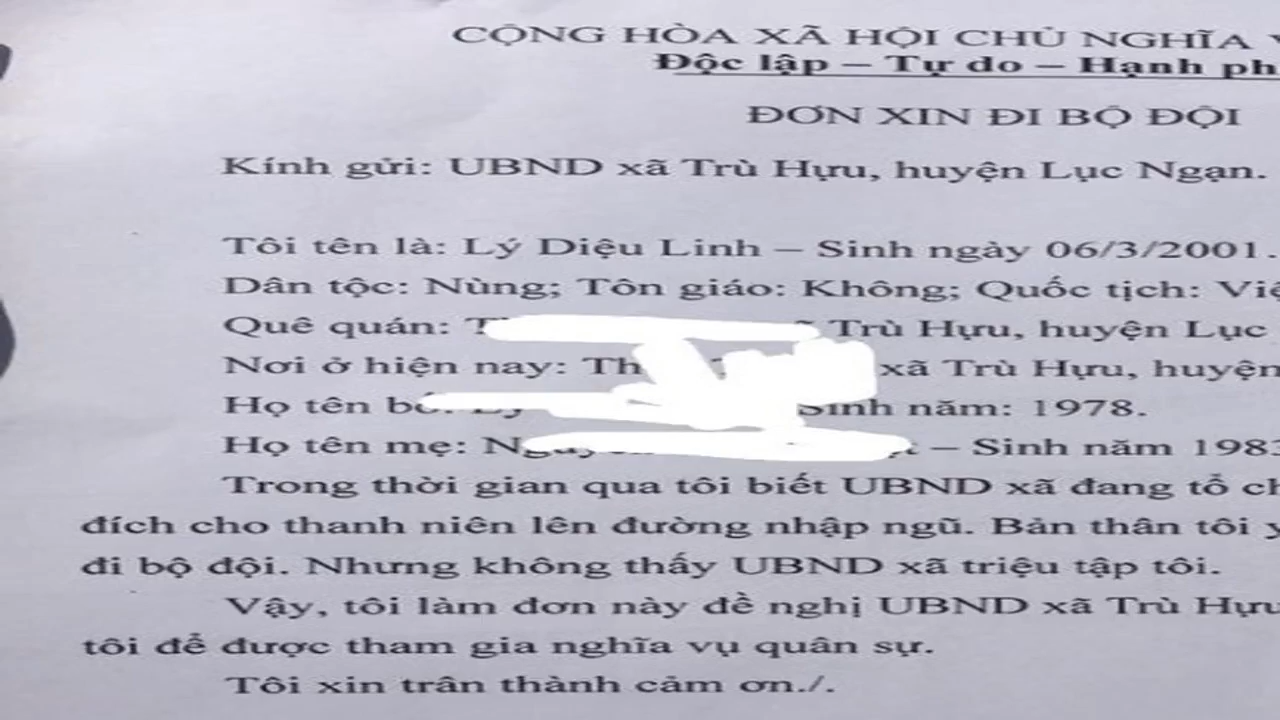 CỘNG HÒA XÃ HỘI CHỦ NGHĨA
Độc lập – Tự do – Hạnh ph
ĐƠN XIN ĐI BỘ ĐỘI
Kính gửi: UBND xã Trù Hựu, huyện Lục Ngạn.
Tôi tên là: Lý Diệu Linh – Sinh ngày 06/3/2001.
Dân tộc: Nùng; Tôn giáo: Không; Quốc tịch: Việ
Quê quán: Trù Hựu, huyện Lục
Nơi ở hiện nay: Th xã Trù Hựu, huyện
Họ tên bố: Lý Sinh năm: 1978.
Họ tên mẹ: – Sinh năm 1983
Trong thời gian qua tôi biết UBND xã đang tổ ch
đích cho thanh niên lên đường nhập ngũ. Bản thân tôi y
đi bộ đội. Nhưng không thấy UBND xã triệu tập tôi.
Vậy, tôi làm đơn này đề nghị UBND xã Trù Hựu
tôi để được tham gia nghĩa vụ quân sự.
Tôi xin trân thành cảm ơn./.